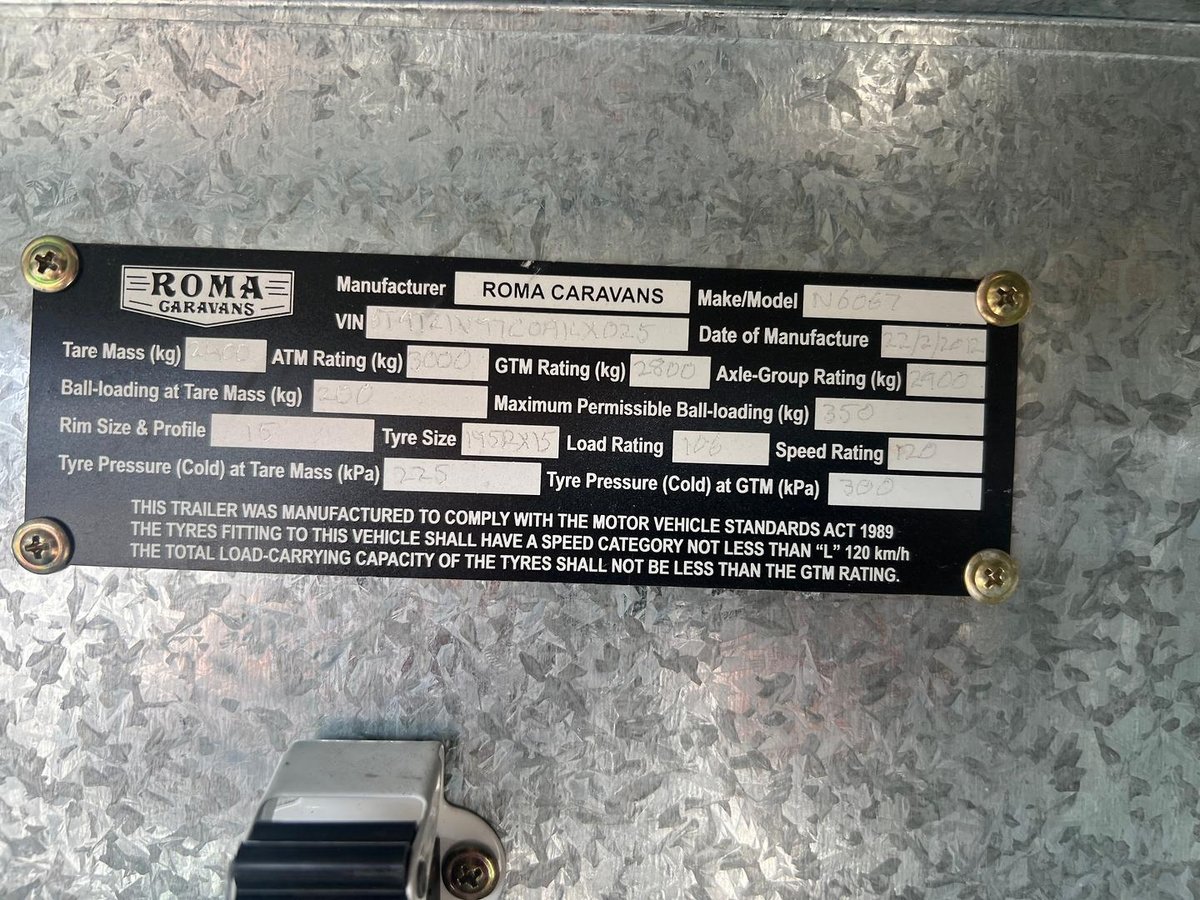 ROMA
CARAVANS
Manufacturer ROMA CARAVANS Make/Model
VIN Date of Manufacture
Tare Mass (kg) ATM Rating (kg) 3000 GTM Rating (kg) 2800 Axle-Group Rating (kg) 2900
Ball-loading at Tare Mass (kg) 200 Maximum Permissible Ball-loading (kg) 350
Rim Size & Profile 15 Tyre Size Load Rating Speed Rating 120
Tyre Pressure (Cold) at Tare Mass (kPa) 225 Tyre Pressure (Cold) at GTM (kPa) 300
THIS TRAILER WAS MANUFACTURED TO COMPLY WITH THE MOTOR VEHICLE STANDARDS ACT 1989
THE TYRES FITTING TO THIS VEHICLE SHALL HAVE A SPEED CATEGORY NOT LESS THAN “L” 120 km/h
THE TOTAL LOAD-CARRYING CAPACITY OF THE TYRES SHALL NOT BE LESS THAN THE GTM RATING.